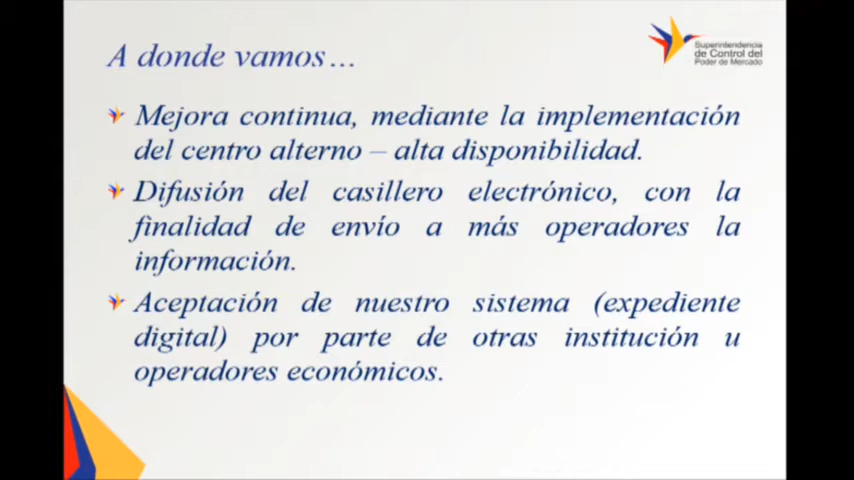 A donde vamos…
Superintendencia
de Control del
Poder de Mercado
Mejora continua, mediante la implementación
del centro alterno – alta disponibilidad.
Difusión del casillero electrónico, con la
finalidad de envío a más operadores la
información.
Aceptación de nuestro sistema (expediente
digital) por parte de otras institución u
operadores económicos.